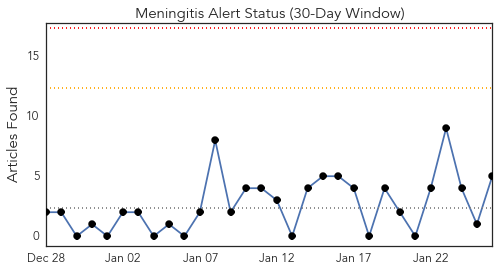 Meningitis Alert Status (30-Day Window)
15
10
5
0
Articles Found
Dec 28
Jan 02
Jan 07
Jan 12
Jan 17
Jan 22